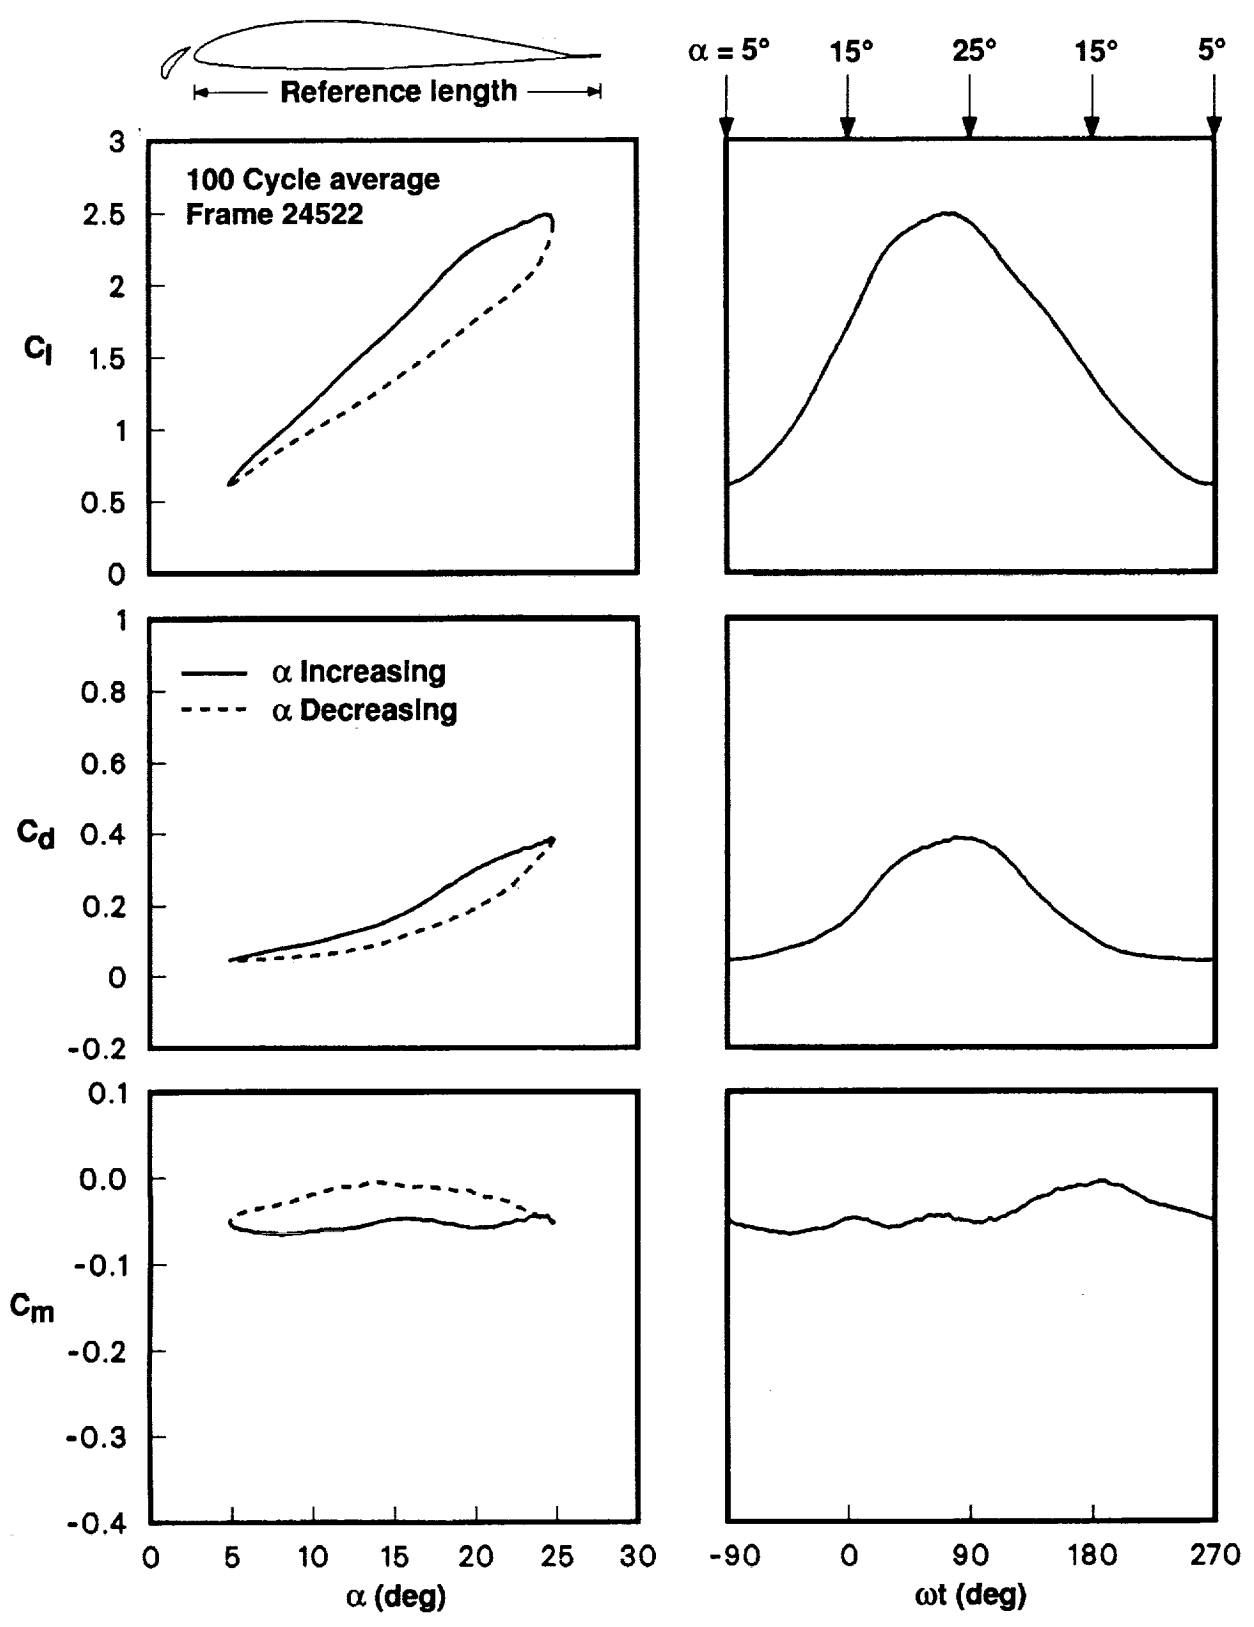 α = 5° 15° 25° 15° 5°
Reference length
100 Cycle average
Frame 24522
3
2.5
2
1.5
1
0.5
0
Cl
α Increasing
α Decreasing
1
0.8
0.6
0.4
0.2
0
-0.2
Cd
0.1
0.0
-0.1
-0.2
-0.3
-0.4
Cm
0 5 10 15 20 25 30
α (deg)
-90 0 90 180 270
ωt (deg)